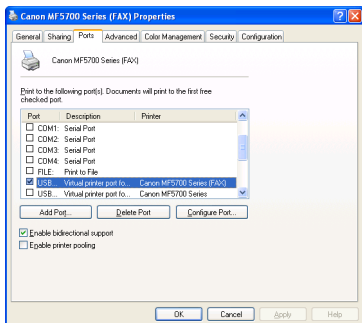 Canon MF5700 Series (FAX) Properties
General Sharing Ports Advanced Color Management Security Configuration
Canon MF5700 Series (FAX)
Print to the following port(s). Documents will print to the first free
checked port.
Port Description Printer
COM1: Serial Port
COM2: Serial Port
COM3: Serial Port
COM4: Serial Port
FILE: Print to File
USB... Virtual printer port fo... Canon MF5700 Series (FAX)
USB... Virtual printer port fo... Canon MF5700 Series
Add Port... Delete Port Configure Port...
Enable bidirectional support
Enable printer pooling
OK Cancel Apply Help